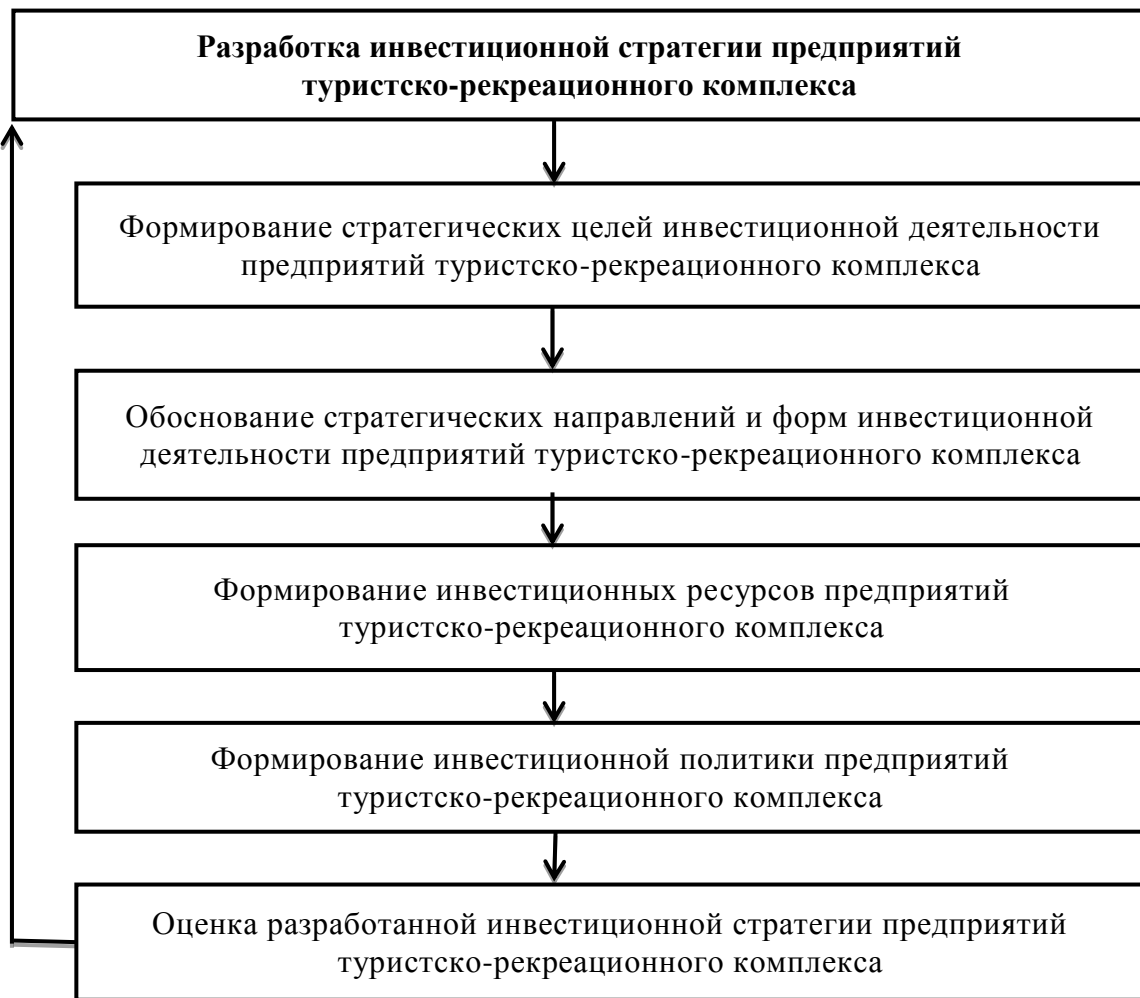 Разработка инвестиционной стратегии предприятий
туристско-рекреационного комплекса
Формирование стратегических целей инвестиционной деятельности
предприятий туристско-рекреационного комплекса
Обоснование стратегических направлений и форм инвестиционной
деятельности предприятий туристско-рекреационного комплекса
Формирование инвестиционных ресурсов предприятий
туристско-рекреационного комплекса
Формирование инвестиционной политики предприятий
туристско-рекреационного комплекса
Оценка разработанной инвестиционной стратегии предприятий
туристско-рекреационного комплекса